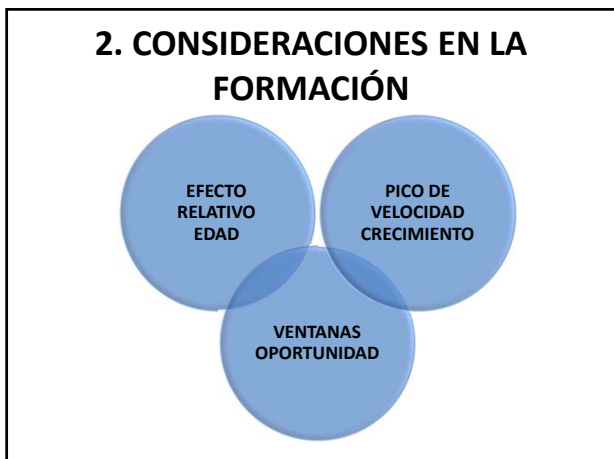 2. CONSIDERACIONES EN LA
FORMACIÓN
EFECTO
RELATIVO
EDAD
PICO DE
VELOCIDAD
CRECIMIENTO
VENTANAS
OPORTUNIDAD